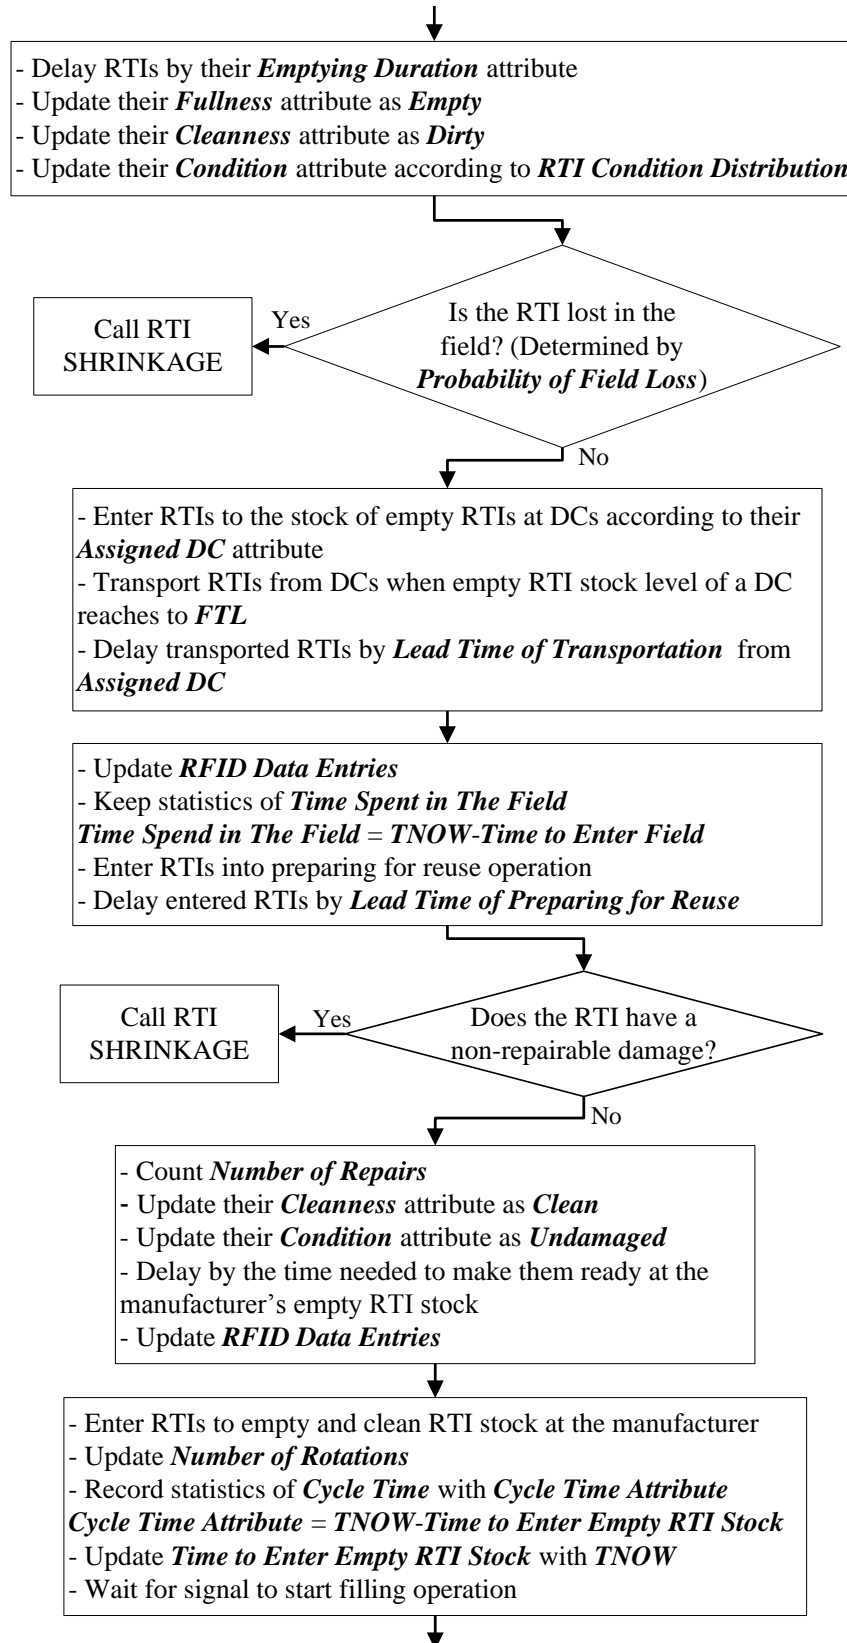 - Delay RTIs by their Emptying Duration attribute
- Update their Fullness attribute as Empty
- Update their Cleanness attribute as Dirty
- Update their Condition attribute according to RTI Condition Distribution
Is the RTI lost in the
field? (Determined by
Probability of Field Loss)
Yes
Call RTI
SHRINKAGE
No
- Enter RTIs to the stock of empty RTIs at DCs according to their
Assigned DC attribute
- Transport RTIs from DCs when empty RTI stock level of a DC
reaches to FTL
- Delay transported RTIs by Lead Time of Transportation from
Assigned DC
- Update RFID Data Entries
- Keep statistics of Time Spent in The Field
Time Spend in The Field = TNOW-Time to Enter Field
- Enter RTIs into preparing for reuse operation
- Delay entered RTIs by Lead Time of Preparing for Reuse
Does the RTI have a
non-repairable damage?
Yes
Call RTI
SHRINKAGE
No
- Count Number of Repairs
- Update their Cleanness attribute as Clean
- Update their Condition attribute as Undamaged
- Delay by the time needed to make them ready at the
manufacturer’s empty RTI stock
- Update RFID Data Entries
- Enter RTIs to empty and clean RTI stock at the manufacturer
- Update Number of Rotations
- Record statistics of Cycle Time with Cycle Time Attribute
Cycle Time Attribute = TNOW-Time to Enter Empty RTI Stock
- Update Time to Enter Empty RTI Stock with TNOW
- Wait for signal to start filling operation